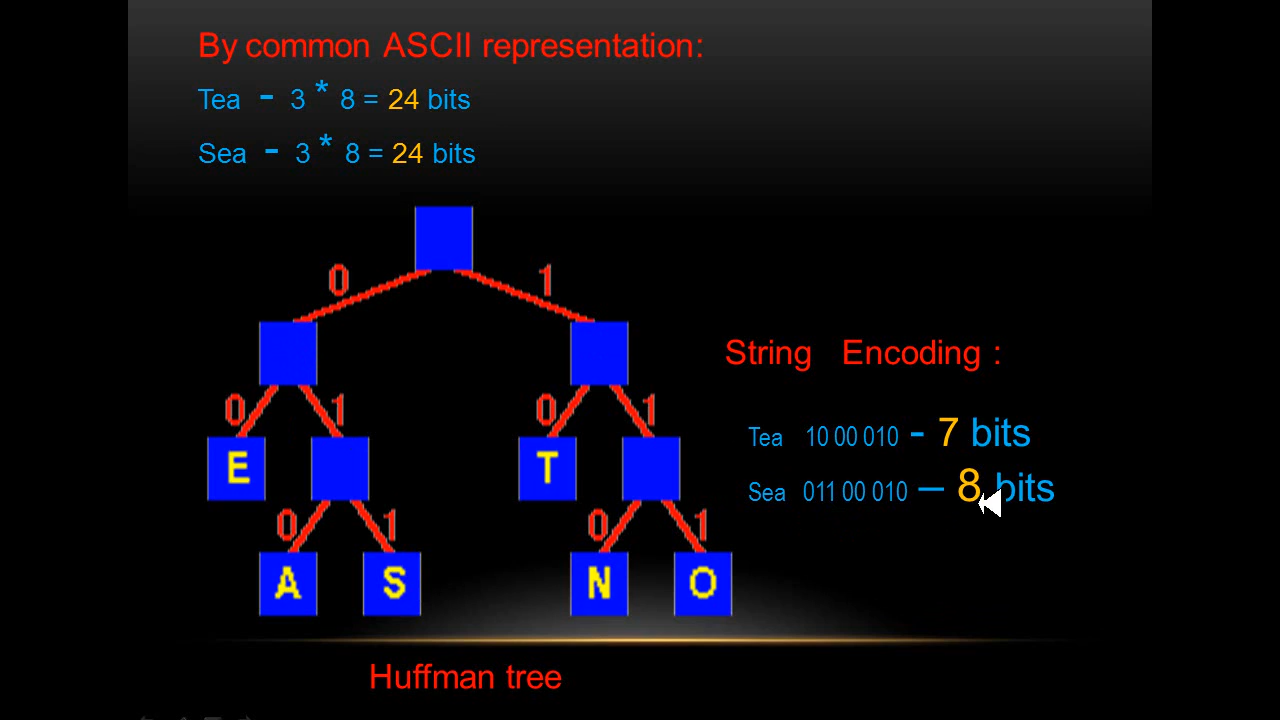 By common ASCII representation:
Tea - 3 * 8 = 24 bits
Sea - 3 * 8 = 24 bits
0 1
0 1 0 1
E T
0 1 0 1
A S N O
String Encoding :
Tea 10 00 010 - 7 bits
Sea 011 00 010 – 8 bits
Huffman tree